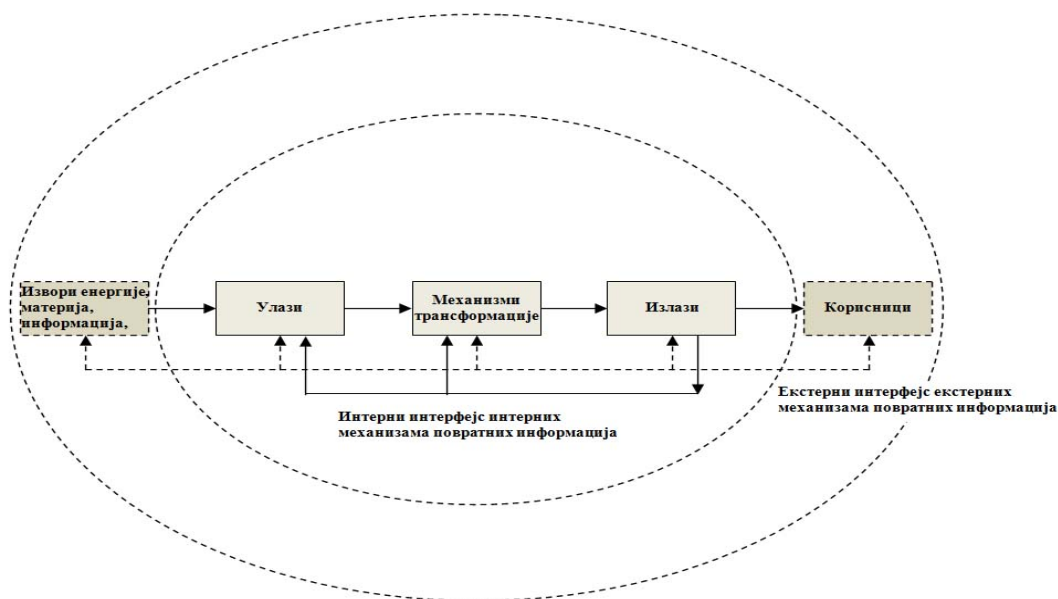 Извори енергије,
материја,
информација,
Улази
Механизми
трансформације
Излази
Корисници
Интерни интерфејс интерних
механизама повратних информација
Екстерни интерфејс екстерних
механизама повратних информација